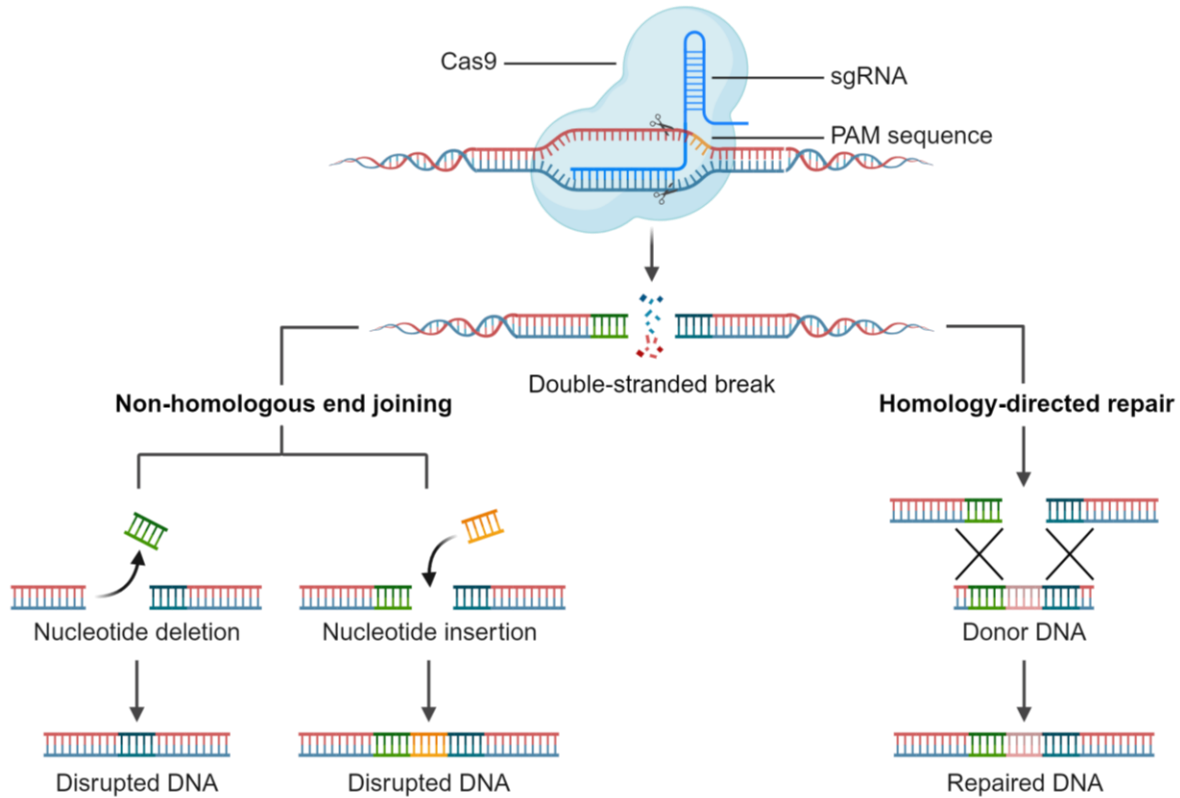 Cas9
sgRNA
PAM sequence
Double-stranded break
Non-homologous end joining
Homology-directed repair
Nucleotide deletion
Nucleotide insertion
Donor DNA
Disrupted DNA
Disrupted DNA
Repaired DNA